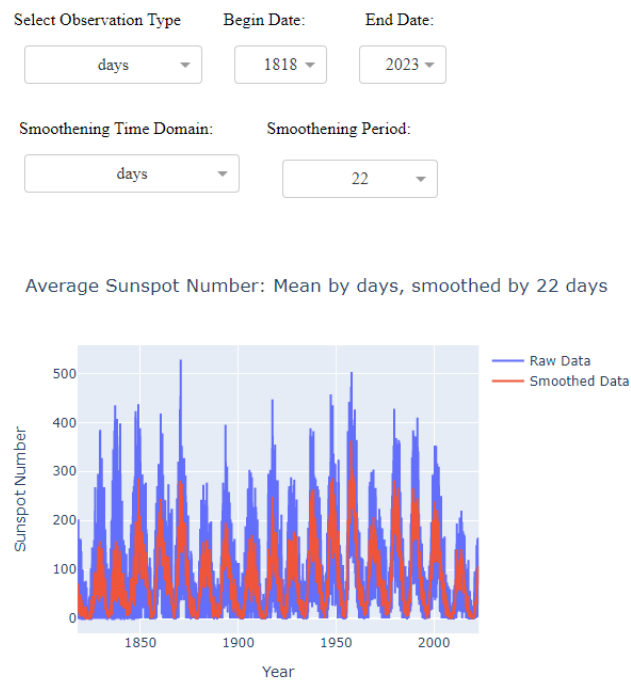 Select Observation Type Begin Date: End Date:
days 1818 2023
Smoothening Time Domain: Smoothening Period:
days 22
Average Sunspot Number: Mean by days, smoothed by 22 days
Raw Data
Smoothed Data
500
400
300
200
100
0
Sunspot Number
1850 1900 1950 2000
Year